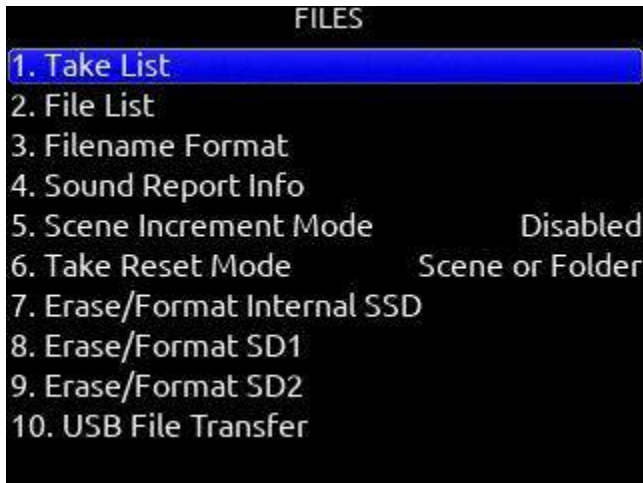 FILES
1. Take List
2. File List
3. Filename Format
4. Sound Report Info
5. Scene Increment Mode Disabled
6. Take Reset Mode Scene or Folder
7. Erase/Format Internal SSD
8. Erase/Format SD1
9. Erase/Format SD2
10. USB File Transfer